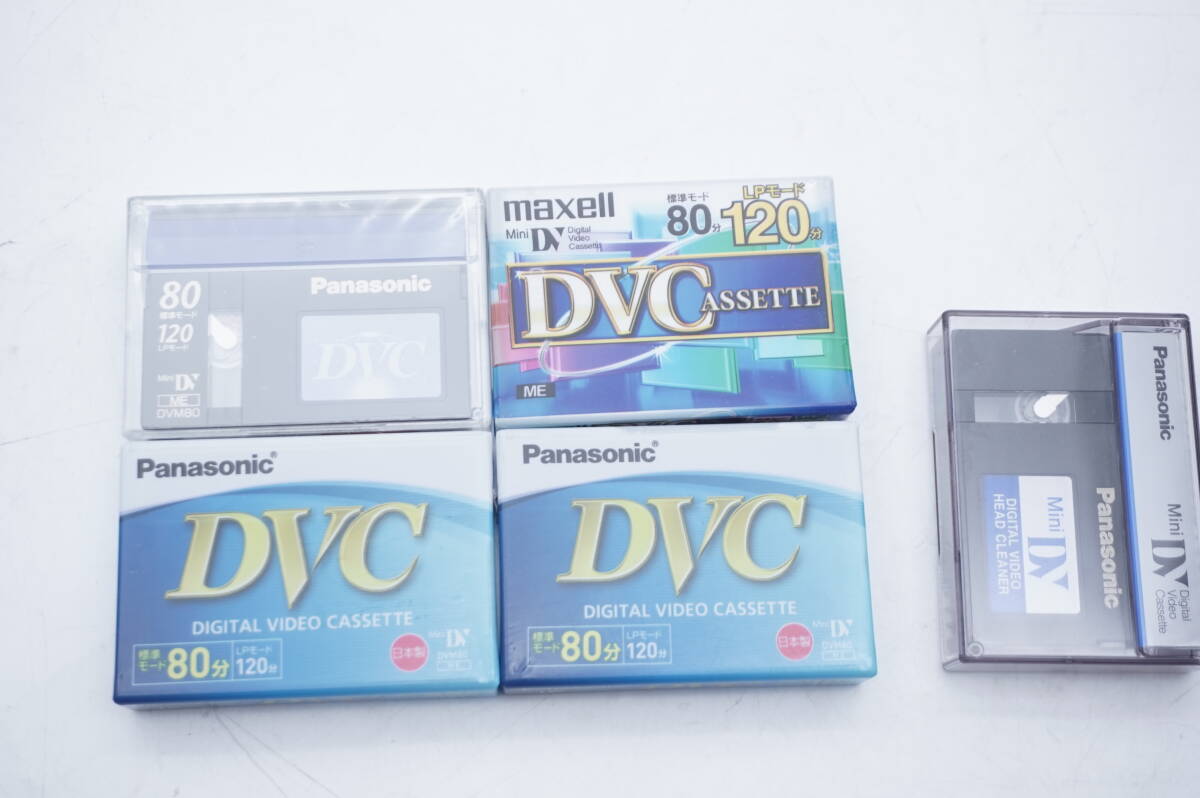 Panasonic
80
標準モード
120
LPモード
Mini DV
ME
DVM80
DVC
maxell
標準モード
80分
LPモード
120分
Mini DV Digital Video Cassette
DVCASSETTE
ME
Panasonic®
DVC
DIGITAL VIDEO CASSETTE
標準モード 80分
LPモード 120分
日本製
Mini DV
DVM80
Panasonic®
DVC
DIGITAL VIDEO CASSETTE
標準モード 80分
LPモード 120分
日本製
Mini DV
DVM80
Panasonic
Mini DV Digital Video Cassette
Panasonic
Mini DV
DIGITAL VIDEO
HEAD CLEANER